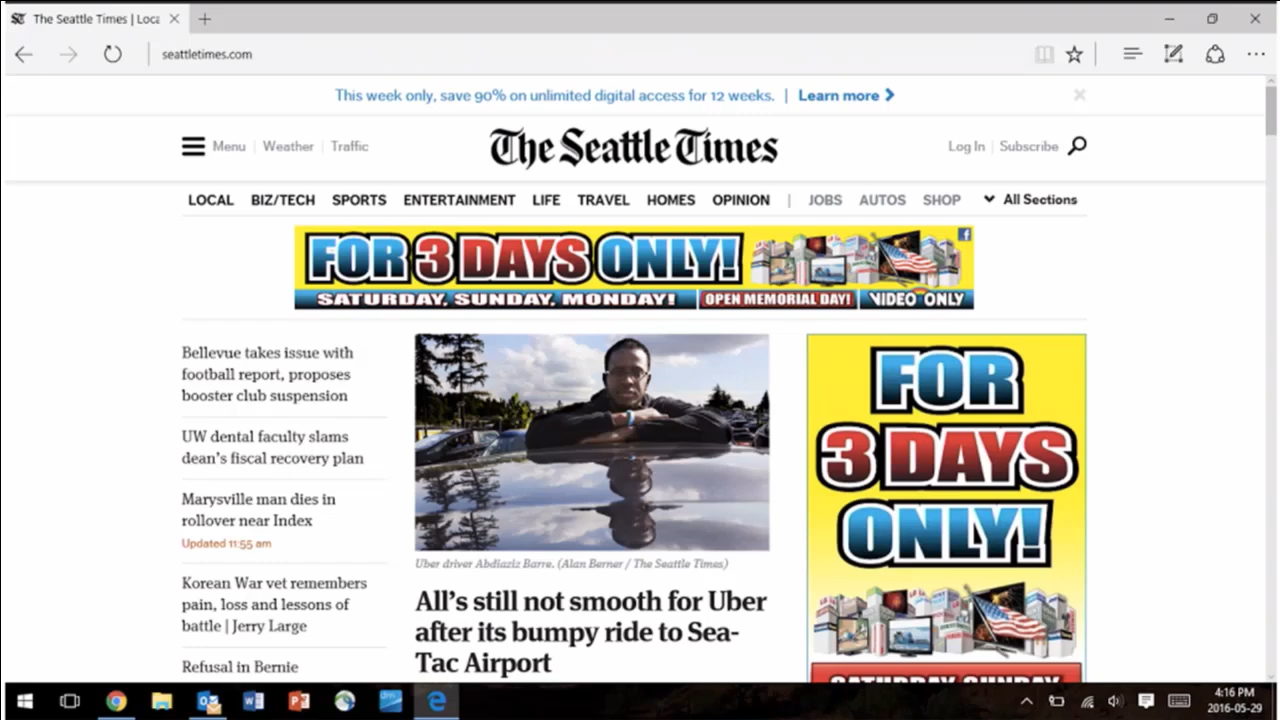 The Seattle Times | Loca
seattletimes.com
This week only, save 90% on unlimited digital access for 12 weeks. | Learn more
Menu | Weather | Traffic
The Seattle Times
Log In | Subscribe
LOCAL BIZ/TECH SPORTS ENTERTAINMENT LIFE TRAVEL HOMES OPINION | JOBS AUTOS SHOP All Sections
FOR 3 DAYS ONLY!
SATURDAY, SUNDAY, MONDAY! OPEN MEMORIAL DAY! VIDEO ONLY
Bellevue takes issue with
football report, proposes
booster club suspension
UW dental faculty slams
dean's fiscal recovery plan
Marysville man dies in
rollover near Index
Updated 11:55 am
Korean War vet remembers
pain, loss and lessons of
battle | Jerry Large
Refusal in Bernie
Uber driver Abdiaziz Barre. (Alan Berner / The Seattle Times)
All's still not smooth for Uber
after its bumpy ride to Sea-
Tac Airport
FOR
3 DAYS
ONLY!
SATURDAY SUNDAY
4:16 PM
2016-05-29